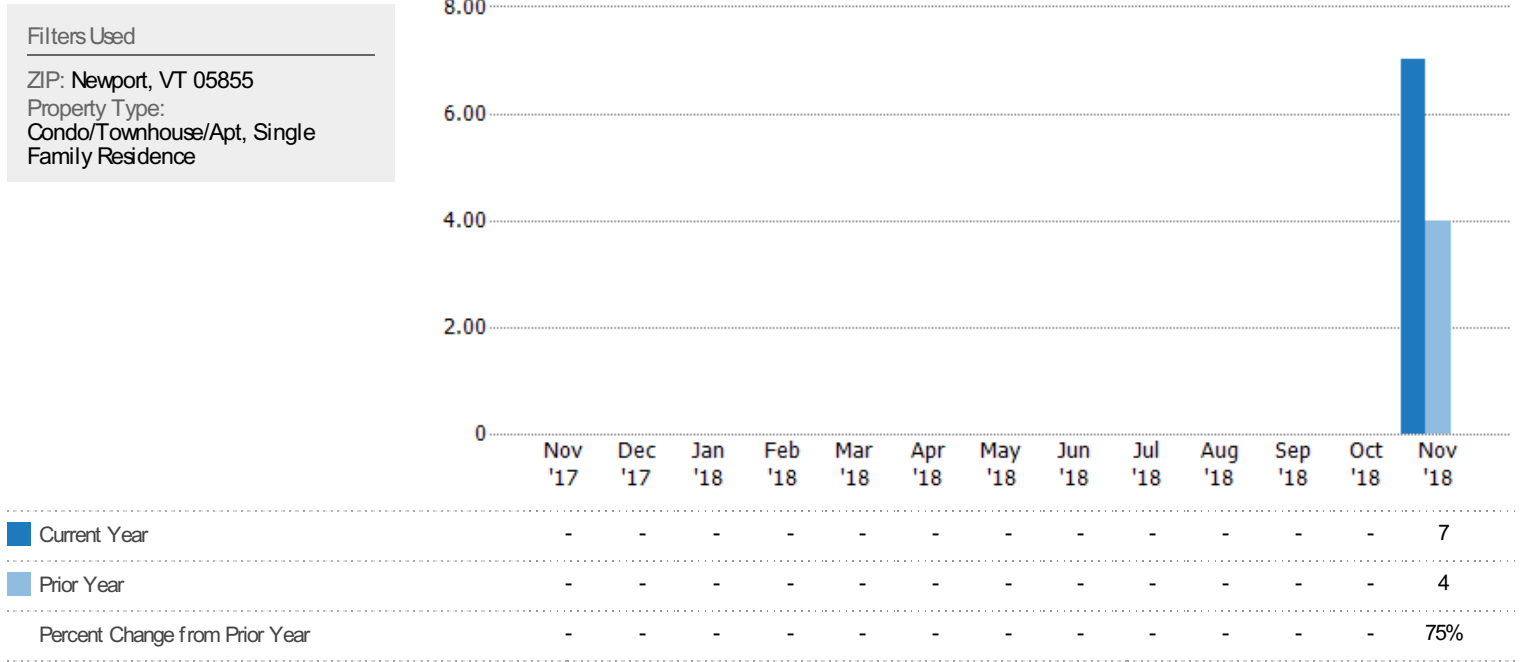 Filters Used
ZIP: Newport, VT 05855
Property Type:
Condo/Townhouse/Apt, Single
Family Residence
8.00
6.00
4.00
2.00
0
Nov Dec Jan Feb Mar Apr May Jun Jul Aug Sep Oct Nov
'17 '17 '18 '18 '18 '18 '18 '18 '18 '18 '18 '18 '18
Current Year - - - - - - - - - - - - 7
Prior Year - - - - - - - - - - - - 4
Percent Change from Prior Year - - - - - - - - - - - - 75%